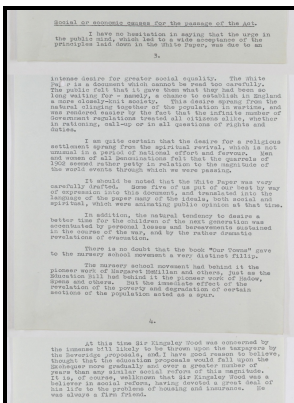 Social or economic causes for the passage of the Act.
I have no hesitation in saying that the urge in
the public mind, which led to a wide acceptance of the
principles laid down in the White Paper, was due to an
3.
intense desire for greater social equality. The White
Paper is a document which cannot be read too carefully.
The public felt that it gave them what they had been so
long waiting for - namely, a chance to establish in England
a more closely-knit society. This desire sprang from the
natural clinging together of the population in wartime, and
was rendered easier by the fact that the infinite number of
Government regulations treated all citizens alike, whether
in rationing, call-up or in all questions of rights and
duties.
I am quite certain that the desire for a religious
settlement sprang from the spiritual revival, which is not
unusual in a period of national effort and fervour. Men
and women of all Denominations felt that the quarrels of
1902 seemed rather petty in relation to the magnitude of
the world events through which we were passing.
It should be noted that the White Paper was very
carefully drafted. Some five of us put of our best by way
of expression into this document, and translated into the
language of the paper many of the ideals, both social and
spiritual, which were animating public opinion at that time.
In addition, the natural tendency to desire a
better time for the children of the next generation was
accentuated by personal losses and bereavements sustained
in the course of the war, and by the rather dramatic
revelations of evacuation.
There is no doubt that the book "Our Towns" gave
to the nursery school movement a very distinct fillip.
The nursery school movement had behind it the
pioneer work of Margaret McMillan and others, just as the
Education Bill had behind it the pioneer work of Hadow,
Spens and others. But the immediate effect of the
revelation of the poverty and degradation of certain
sections of the population acted as a spur.
4.
At this time Sir Kingsley Wood was concerned by
the immense bill likely to be thrown upon the taxpayers by
the Beveridge proposals, and I have good reason to believe,
thought that the education proposals would fall upon the
Exchequer more gradually and over a greater number of
years than any similar social reform of this magnitude.
It is, of course, wellknown that Sir Kingsley Wood was a
believer in social reform, having devoted a great deal of
his life to the problems of housing and insurance. He
was always a firm friend.